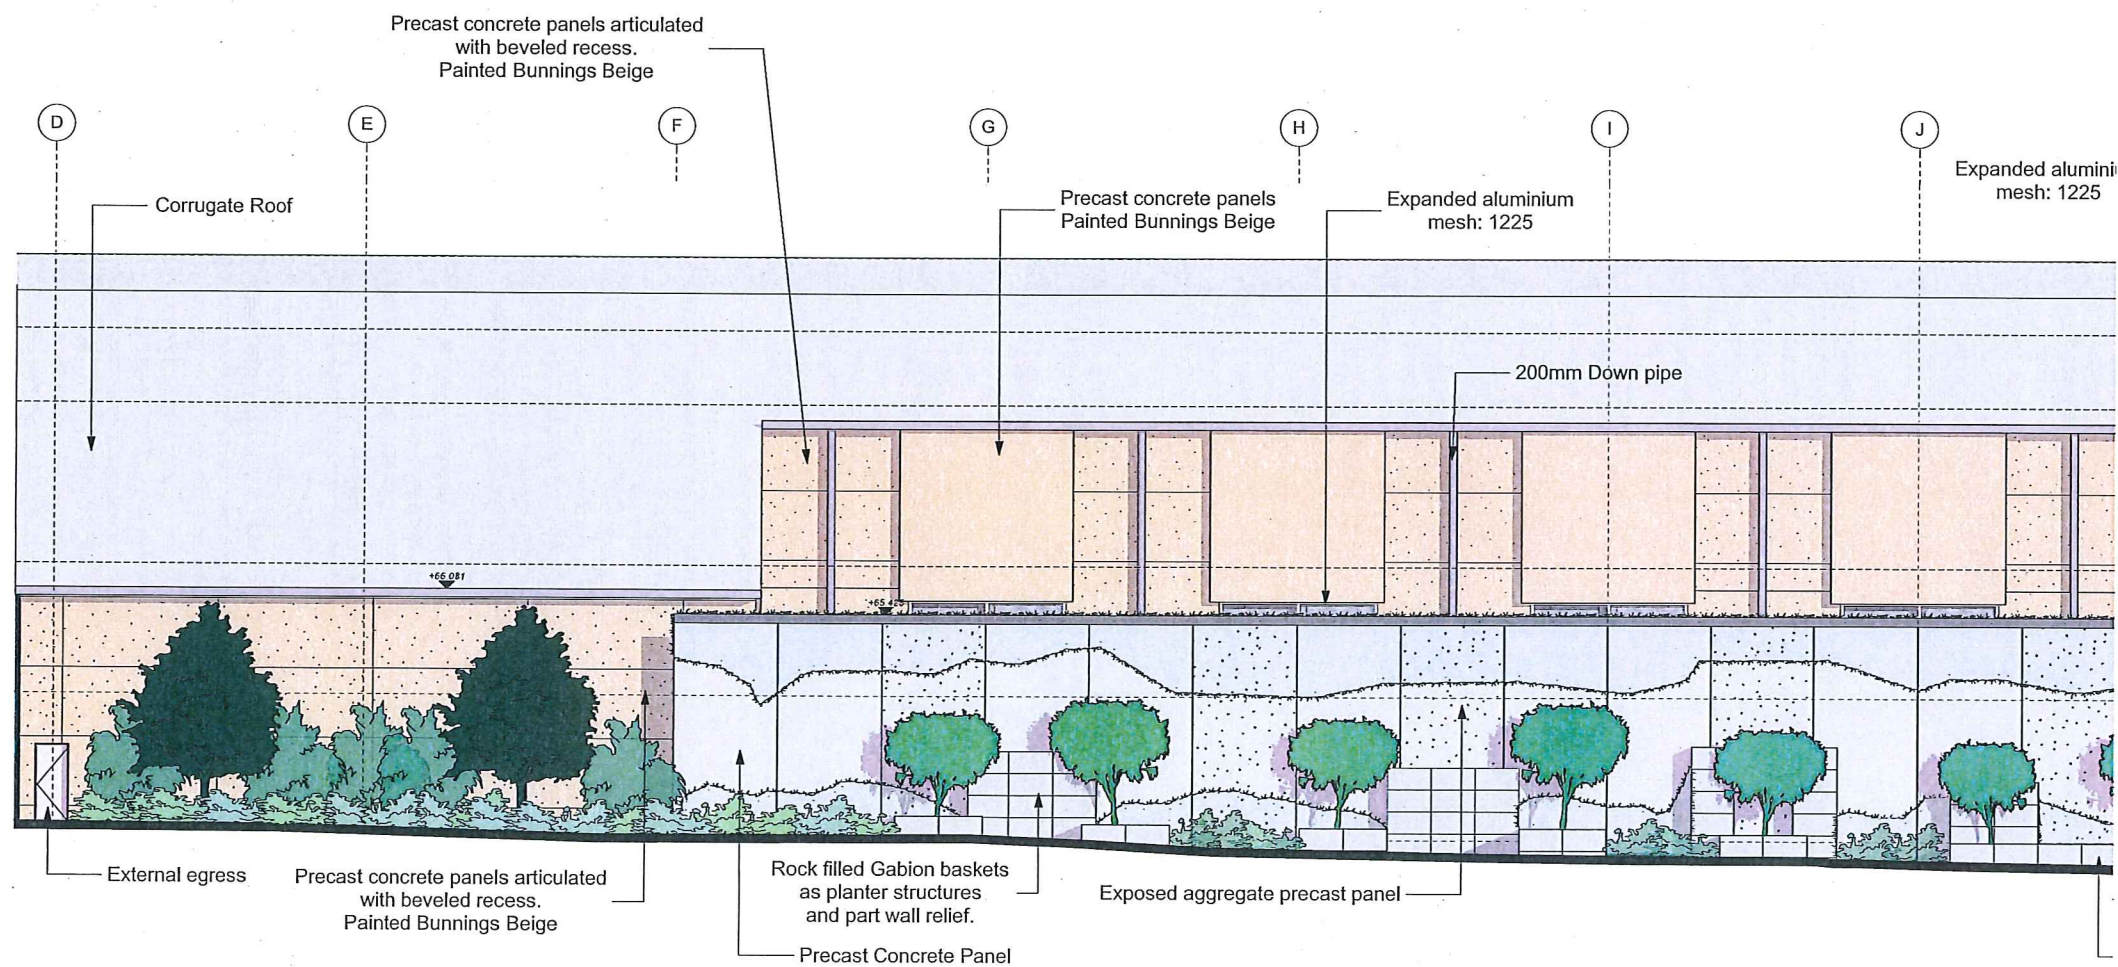 Precast concrete panels articulated
with beveled recess.
Painted Bunnings Beige
D
E
F
G
H
I
J
Expanded
mesh: 1225
Corrugate Roof
Precast concrete panels
Painted Bunnings Beige
Expanded aluminium
mesh: 1225
200mm Down pipe
+66 081
External egress
Precast concrete panels articulated
with beveled recess.
Painted Bunnings Beige
Rock filled Gabion baskets
as planter structures
and part wall relief.
Exposed aggregate precast panel
Precast Concrete Panel